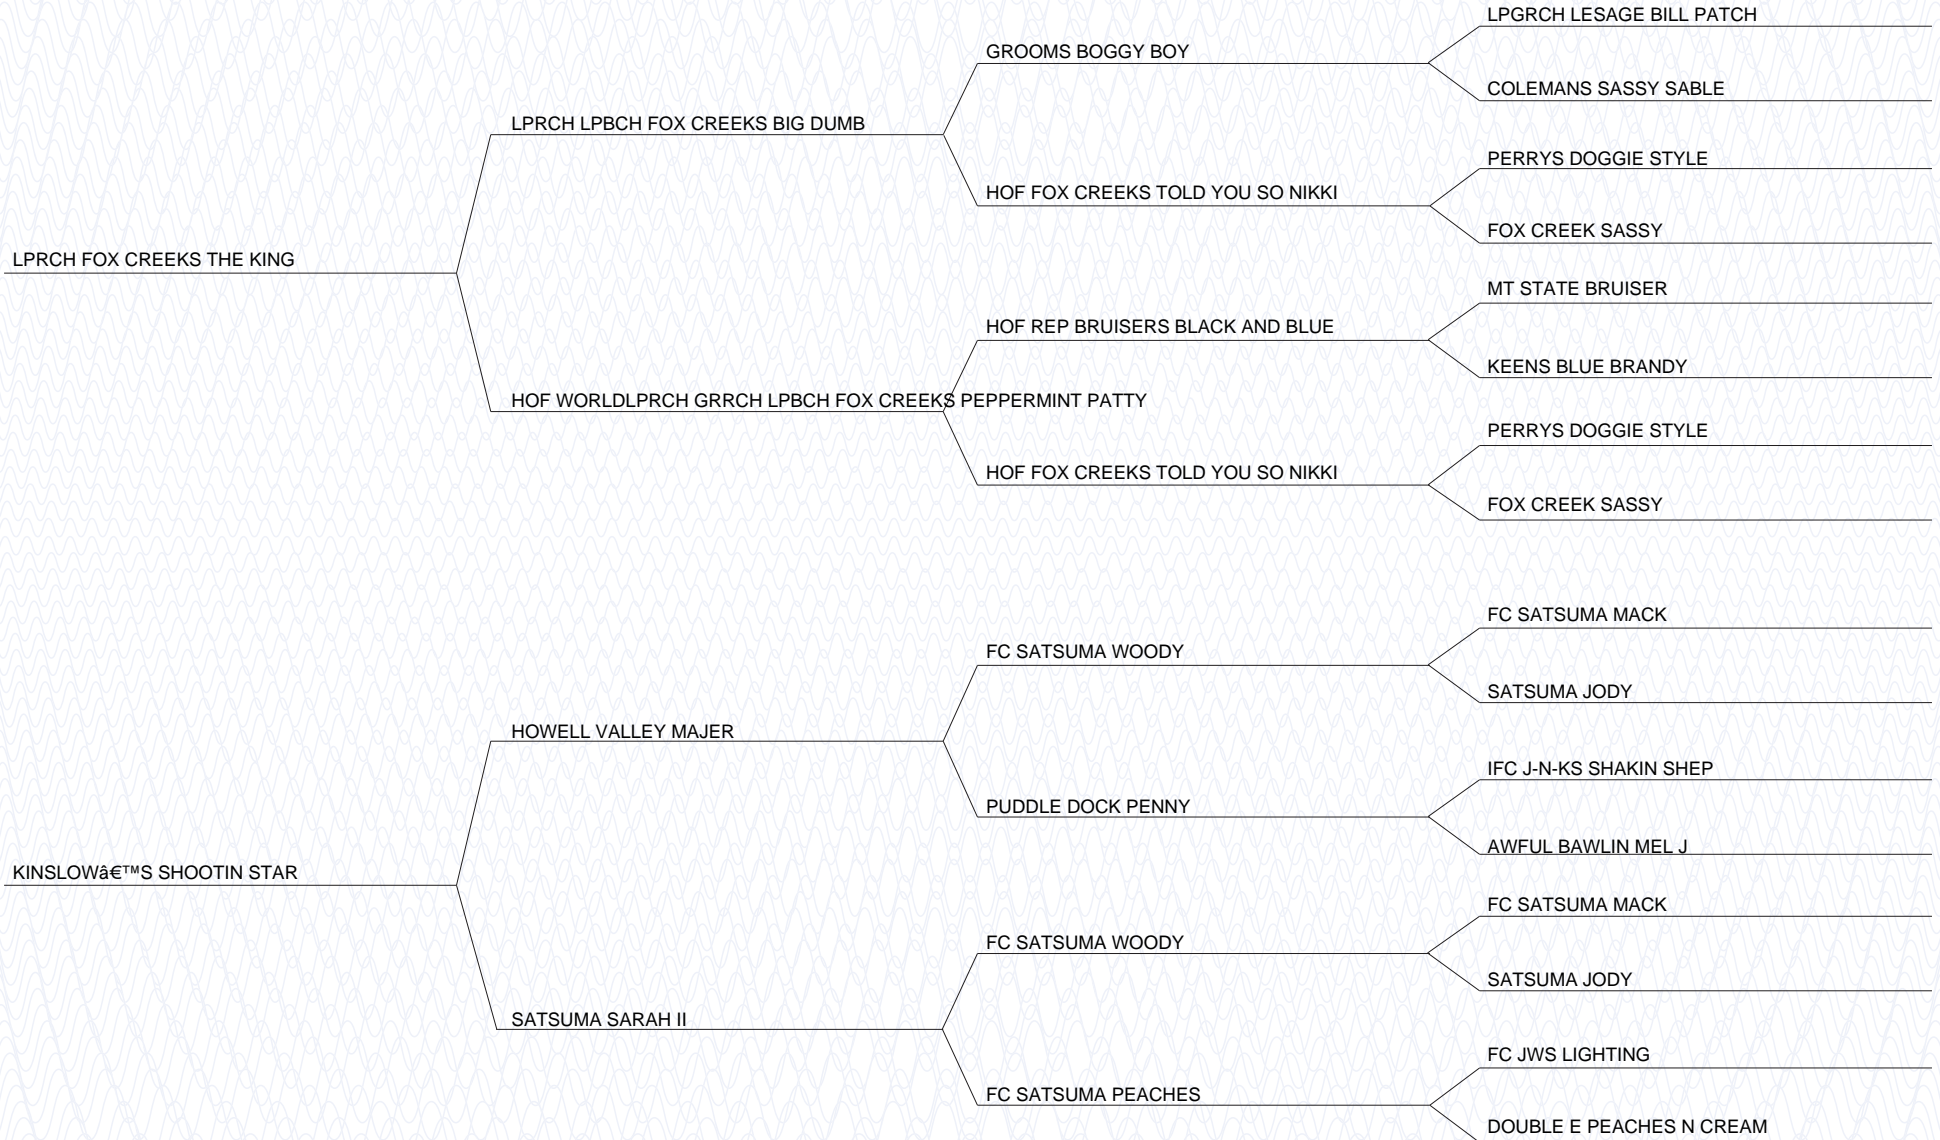 LPGRCH LESAGE BILL PATCH
GROOMS BOGGY BOY
COLEMANS SASSY SABLE
LPRCH LPBCH FOX CREEKS BIG DUMB
PERRYS DOGGIE STYLE
HOF FOX CREEKS TOLD YOU SO NIKKI
FOX CREEK SASSY
LPRCH FOX CREEKS THE KING
MT STATE BRUISER
HOF REP BRUISERS BLACK AND BLUE
KEENS BLUE BRANDY
HOF WORLDLPRCH GRRCH LPBCH FOX CREEKS PEPPERMINT PATTY
PERRYS DOGGIE STYLE
HOF FOX CREEKS TOLD YOU SO NIKKI
FOX CREEK SASSY
FC SATSUMA MACK
FC SATSUMA WOODY
SATSUMA JODY
HOWELL VALLEY MAJER
IFC J-N-KS SHAKIN SHEP
PUDDLE DOCK PENNY
AWFUL BAWLIN MEL J
KINSLOWâ€™S SHOOTIN STAR
FC SATSUMA MACK
FC SATSUMA WOODY
SATSUMA JODY
SATSUMA SARAH II
FC JWS LIGHTING
FC SATSUMA PEACHES
DOUBLE E PEACHES N CREAM